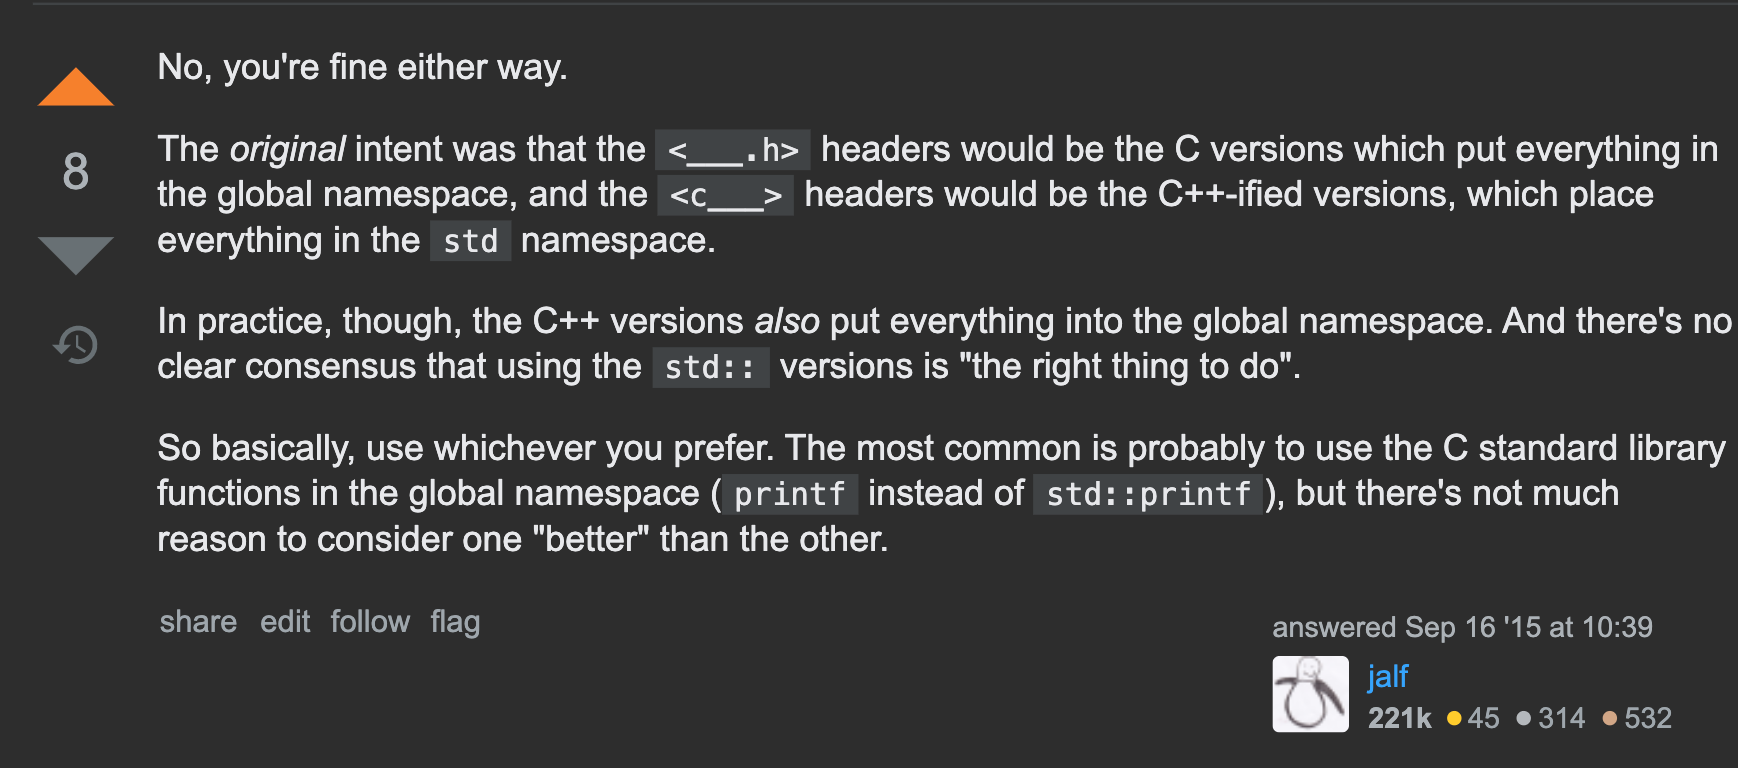 No, you're fine either way.
The original intent was that the <___.h> headers would be the C versions which put everything in
8
the global namespace, and the <c___> headers would be the C++-ified versions, which place
everything in the std namespace.
In practice, though, the C++ versions also put everything into the global namespace. And there's no
clear consensus that using the std:: versions is "the right thing to do".
So basically, use whichever you prefer. The most common is probably to use the C standard library
functions in the global namespace (printf instead of std::printf), but there's not much
reason to consider one "better" than the other.
share edit follow flag
answered Sep 16 '15 at 10:39
jalf
221k 45 314 532